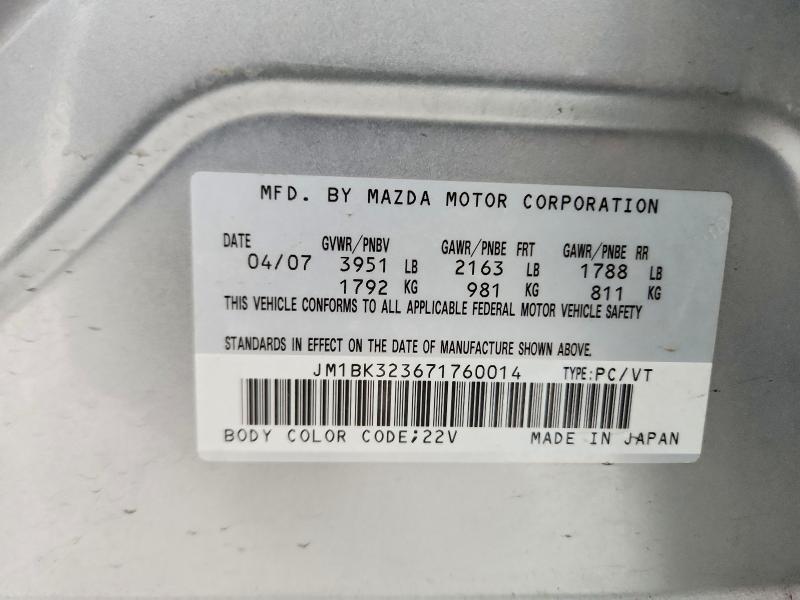 MFD. BY MAZDA MOTOR CORPORATION
DATE GVWR/PNBV GAWR/PNBE FRT GAWR/PNBE RR
04/07 3951 LB 2163 LB 1788 LB
1792 KG 981 KG 811 KG
THIS VEHICLE CONFORMS TO ALL APPLICABLE FEDERAL MOTOR VEHICLE SAFETY
STANDARDS IN EFFECT ON THE DATE OF MANUFACTURE SHOWN ABOVE.
JM1BK323671760014 TYPE:PC/VT
BODY COLOR CODE;22V MADE IN JAPAN